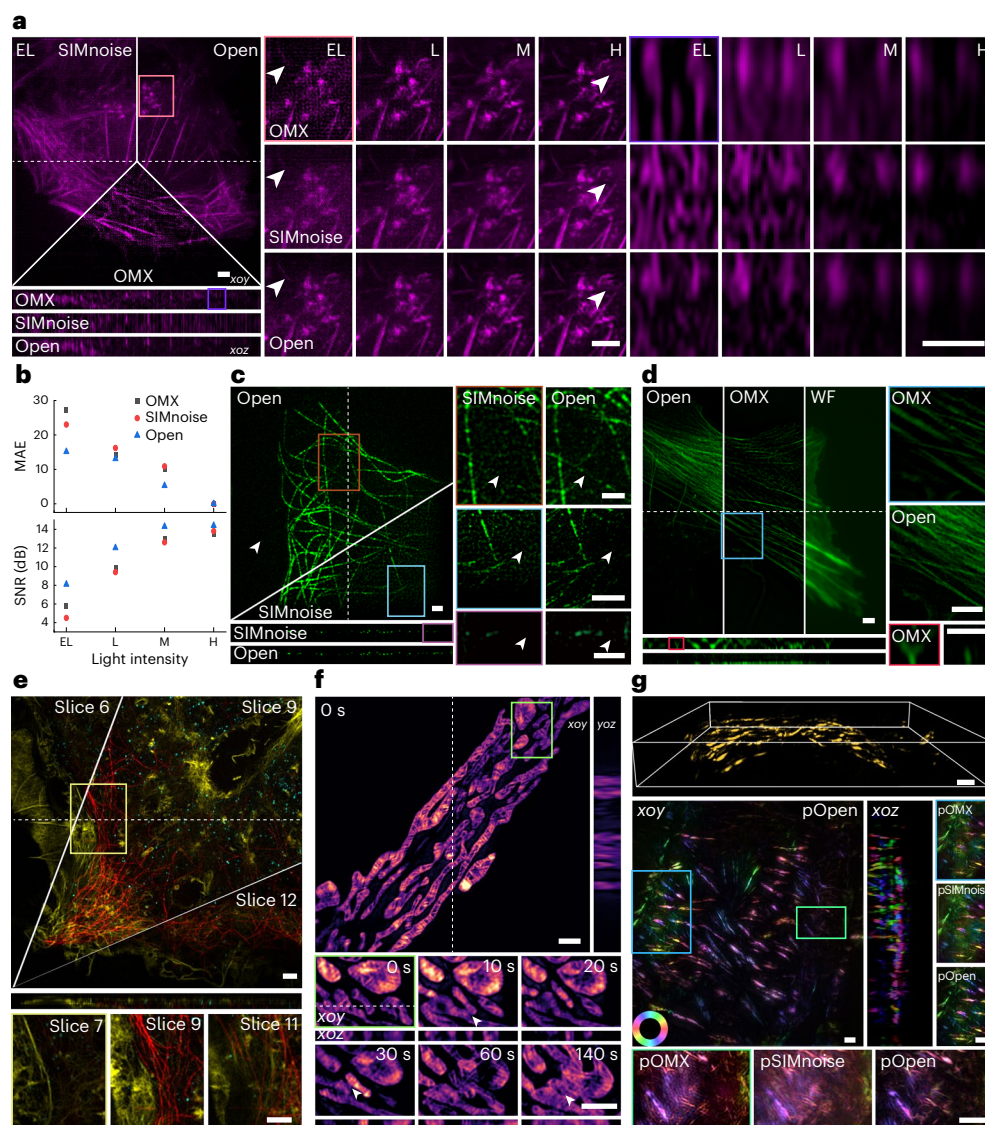 a
EL SIMnoise Open
OMX
xoy
OMX
SIMnoise
Open
xoz
EL L M H
OMX
SIMnoise
Open
EL L M H
b
30
20
10
0
MAE
OMX
SIMnoise
Open
14
12
10
8
6
4
SNR (dB)
EL L M H
Light intensity
c
Open
SIMnoise
SIMnoise
Open
SIMnoise Open
d
Open OMX WF
OMX
Open
OMX
e
Slice 6 Slice 9
Slice 12
Slice 7 Slice 9 Slice 11
f
0 s
xoy yoz
0 s 10 s 20 s
xoy
xoz
30 s 60 s 140 s
g
xoy pOpen xoz
pOMX
pSIMnois
pOpen
pOMX pSIMnoise pOpen